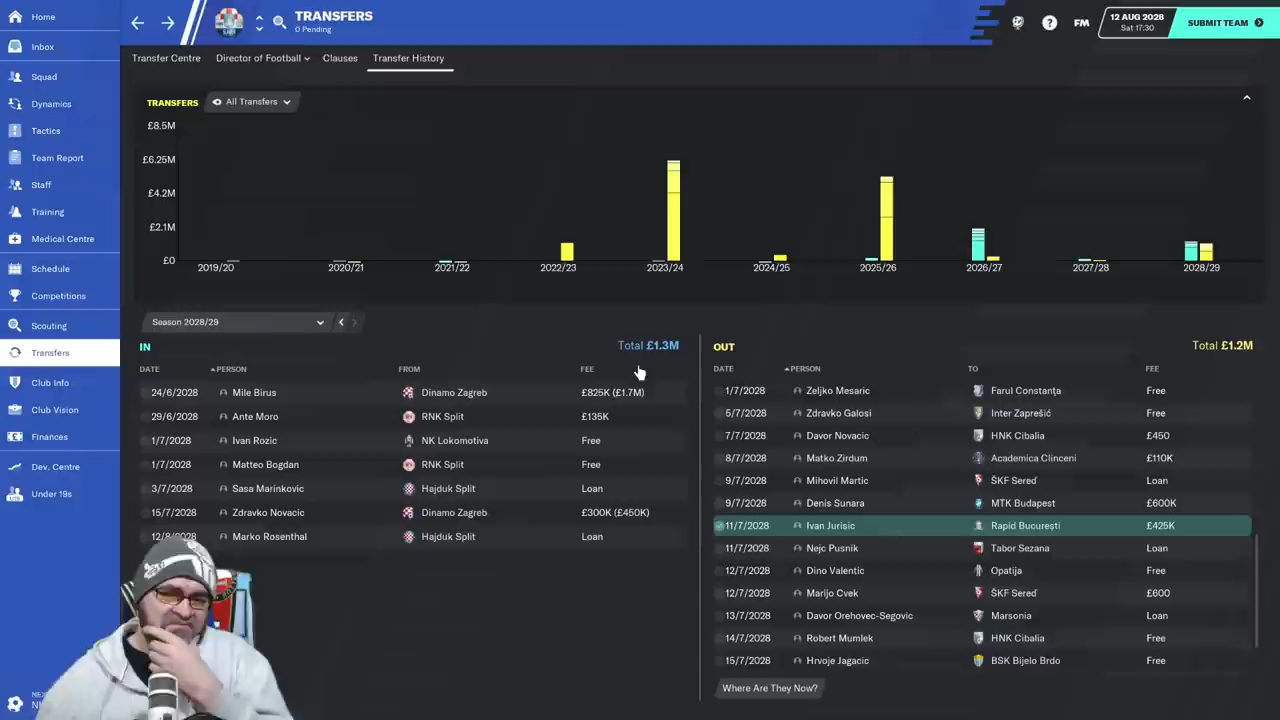 Home
TRANSFERS
0 Pending
FM
12 AUG 2028
Sat 17:30
SUBMIT TEAM
Inbox
Transfer Centre
Director of Football
Clauses
Transfer History
Squad
Dynamics
Tactics
Team Report
Staff
Training
Medical Centre
Schedule
Competitions
Scouting
Transfers
Club Info
Club Vision
Finances
Dev. Centre
Under 19s
TRANSFERS
All Transfers
£8.5M
£6.25M
£4.2M
£2.1M
£0
2019/20 2020/21 2021/22 2022/23 2023/24 2024/25 2025/26 2026/27 2027/28 2028/29
Season 2028/29
IN
Total £1.3M
DATE PERSON FROM FEE
24/6/2028 Mile Birus Dinamo Zagreb £825K (£1.7M)
29/6/2028 Ante Moro RNK Split £135K
1/7/2028 Ivan Rozic NK Lokomotiva Free
1/7/2028 Matteo Bogdan RNK Split Free
3/7/2028 Sasa Marinkovic Hajduk Split Loan
15/7/2028 Zdravko Novacic Dinamo Zagreb £300K (£450K)
12/8/2028 Marko Rosenthal Hajduk Split Loan
OUT
Total £1.2M
DATE PERSON TO FEE
1/7/2028 Zeljko Mesaric Farul Constanța Free
5/7/2028 Zdravko Galosi Inter Zaprešić Free
7/7/2028 Davor Novacic HNK Cibalia £450
8/7/2028 Matko Zirdum Academica Clinceni £110K
9/7/2028 Mihovil Martic ŠKF Sereď Loan
9/7/2028 Denis Sunara MTK Budapest £600K
11/7/2028 Ivan Jurisic Rapid București £425K
11/7/2028 Nejc Pusnik Tabor Sezana Loan
12/7/2028 Dino Valentic Opatija Free
12/7/2028 Marijo Cvek ŠKF Sereď £600
13/7/2028 Davor Orehovec-Segovic Marsonia Loan
14/7/2028 Robert Mumlek HNK Cibalia Free
15/7/2028 Hrvoje Jagacic BSK Bijelo Brdo Free
Where Are They Now?